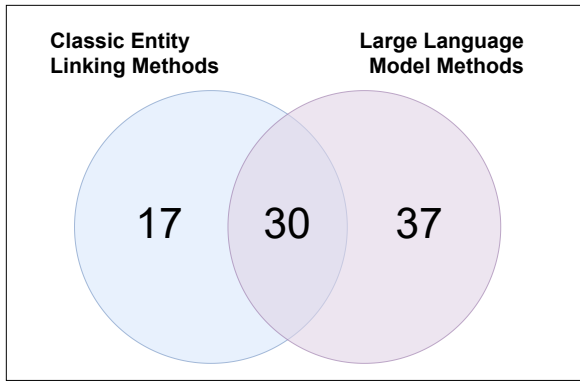 Classic Entity
Linking Methods
Large Language
Model Methods
17
30
37